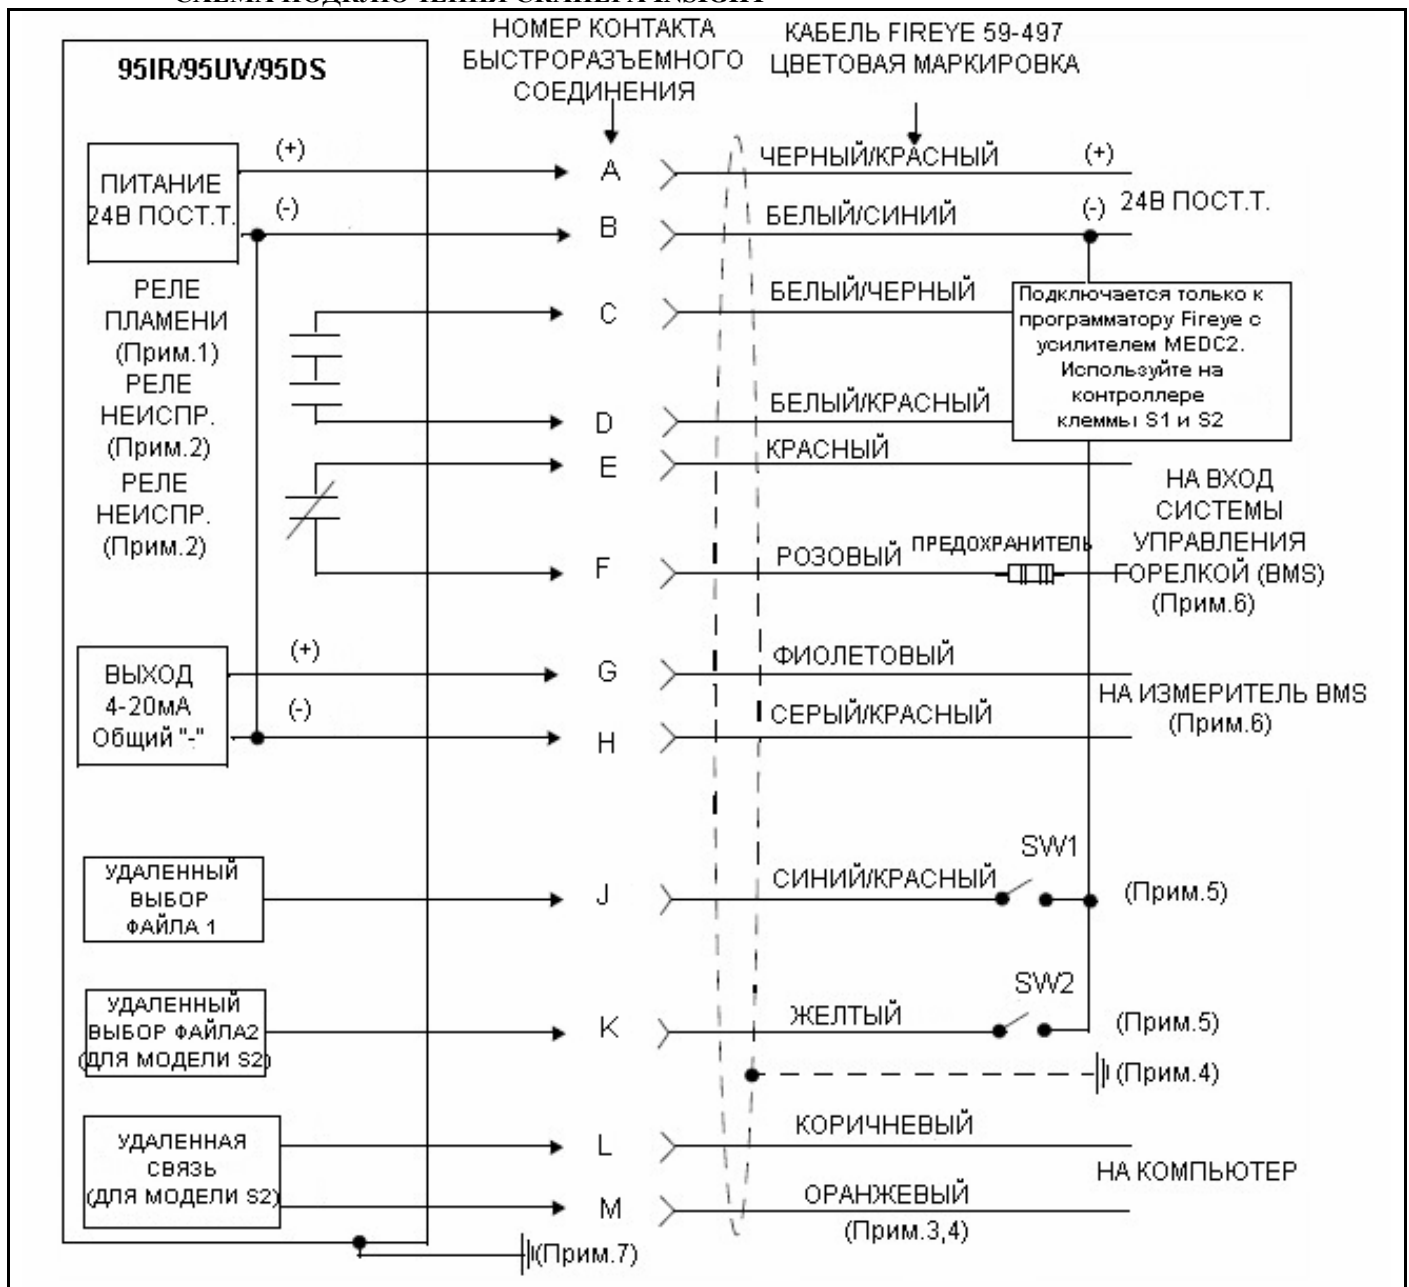 СХЕМА ПОДКЛЮЧЕНИЯ СКАНЕРА INSIGHT
95IR/95UV/95DS
НОМЕР КОНТАКТА
БЫСТРОРАЗЪЕМНОГО
СОЕДИНЕНИЯ
КАБЕЛЬ FIREYE 59-497
ЦВЕТОВАЯ МАРКИРОВКА
ПИТАНИЕ
24В ПОСТ.Т.
(+)
(-)
A
ЧЕРНЫЙ/КРАСНЫЙ
(+)
B
БЕЛЫЙ/СИНИЙ
(-)
24В ПОСТ.Т.
РЕЛЕ
ПЛАМЕНИ
(Прим.1)
РЕЛЕ
НЕИСПР.
(Прим.2)
РЕЛЕ
НЕИСПР.
(Прим.2)
C
БЕЛЫЙ/ЧЕРНЫЙ
Подключается только к
программатору Fireye с
усилителем MEDC2.
Используйте на
контроллере
клеммы S1 и S2
D
БЕЛЫЙ/КРАСНЫЙ
E
КРАСНЫЙ
F
РОЗОВЫЙ
ПРЕДОХРАНИТЕЛЬ
НА ВХОД
СИСТЕМЫ
УПРАВЛЕНИЯ
ГОРЕЛКОЙ (BMS)
(Прим.6)
ВЫХОД
4-20мА
Общий "-"
(+)
(-)
G
ФИОЛЕТОВЫЙ
H
СЕРЫЙ/КРАСНЫЙ
НА ИЗМЕРИТЕЛЬ BMS
(Прим.6)
УДАЛЕННЫЙ
ВЫБОР
ФАЙЛА 1
J
СИНИЙ/КРАСНЫЙ
SW1
(Прим.5)
УДАЛЕННЫЙ
ВЫБОР ФАЙЛА2
(ДЛЯ МОДЕЛИ S2)
K
ЖЕЛТЫЙ
SW2
(Прим.5)
(Прим.4)
УДАЛЕННАЯ
СВЯЗЬ
(ДЛЯ МОДЕЛИ S2)
L
КОРИЧНЕВЫЙ
M
ОРАНЖЕВЫЙ
(Прим.3,4)
НА КОМПЬЮТЕР
(Прим.7)